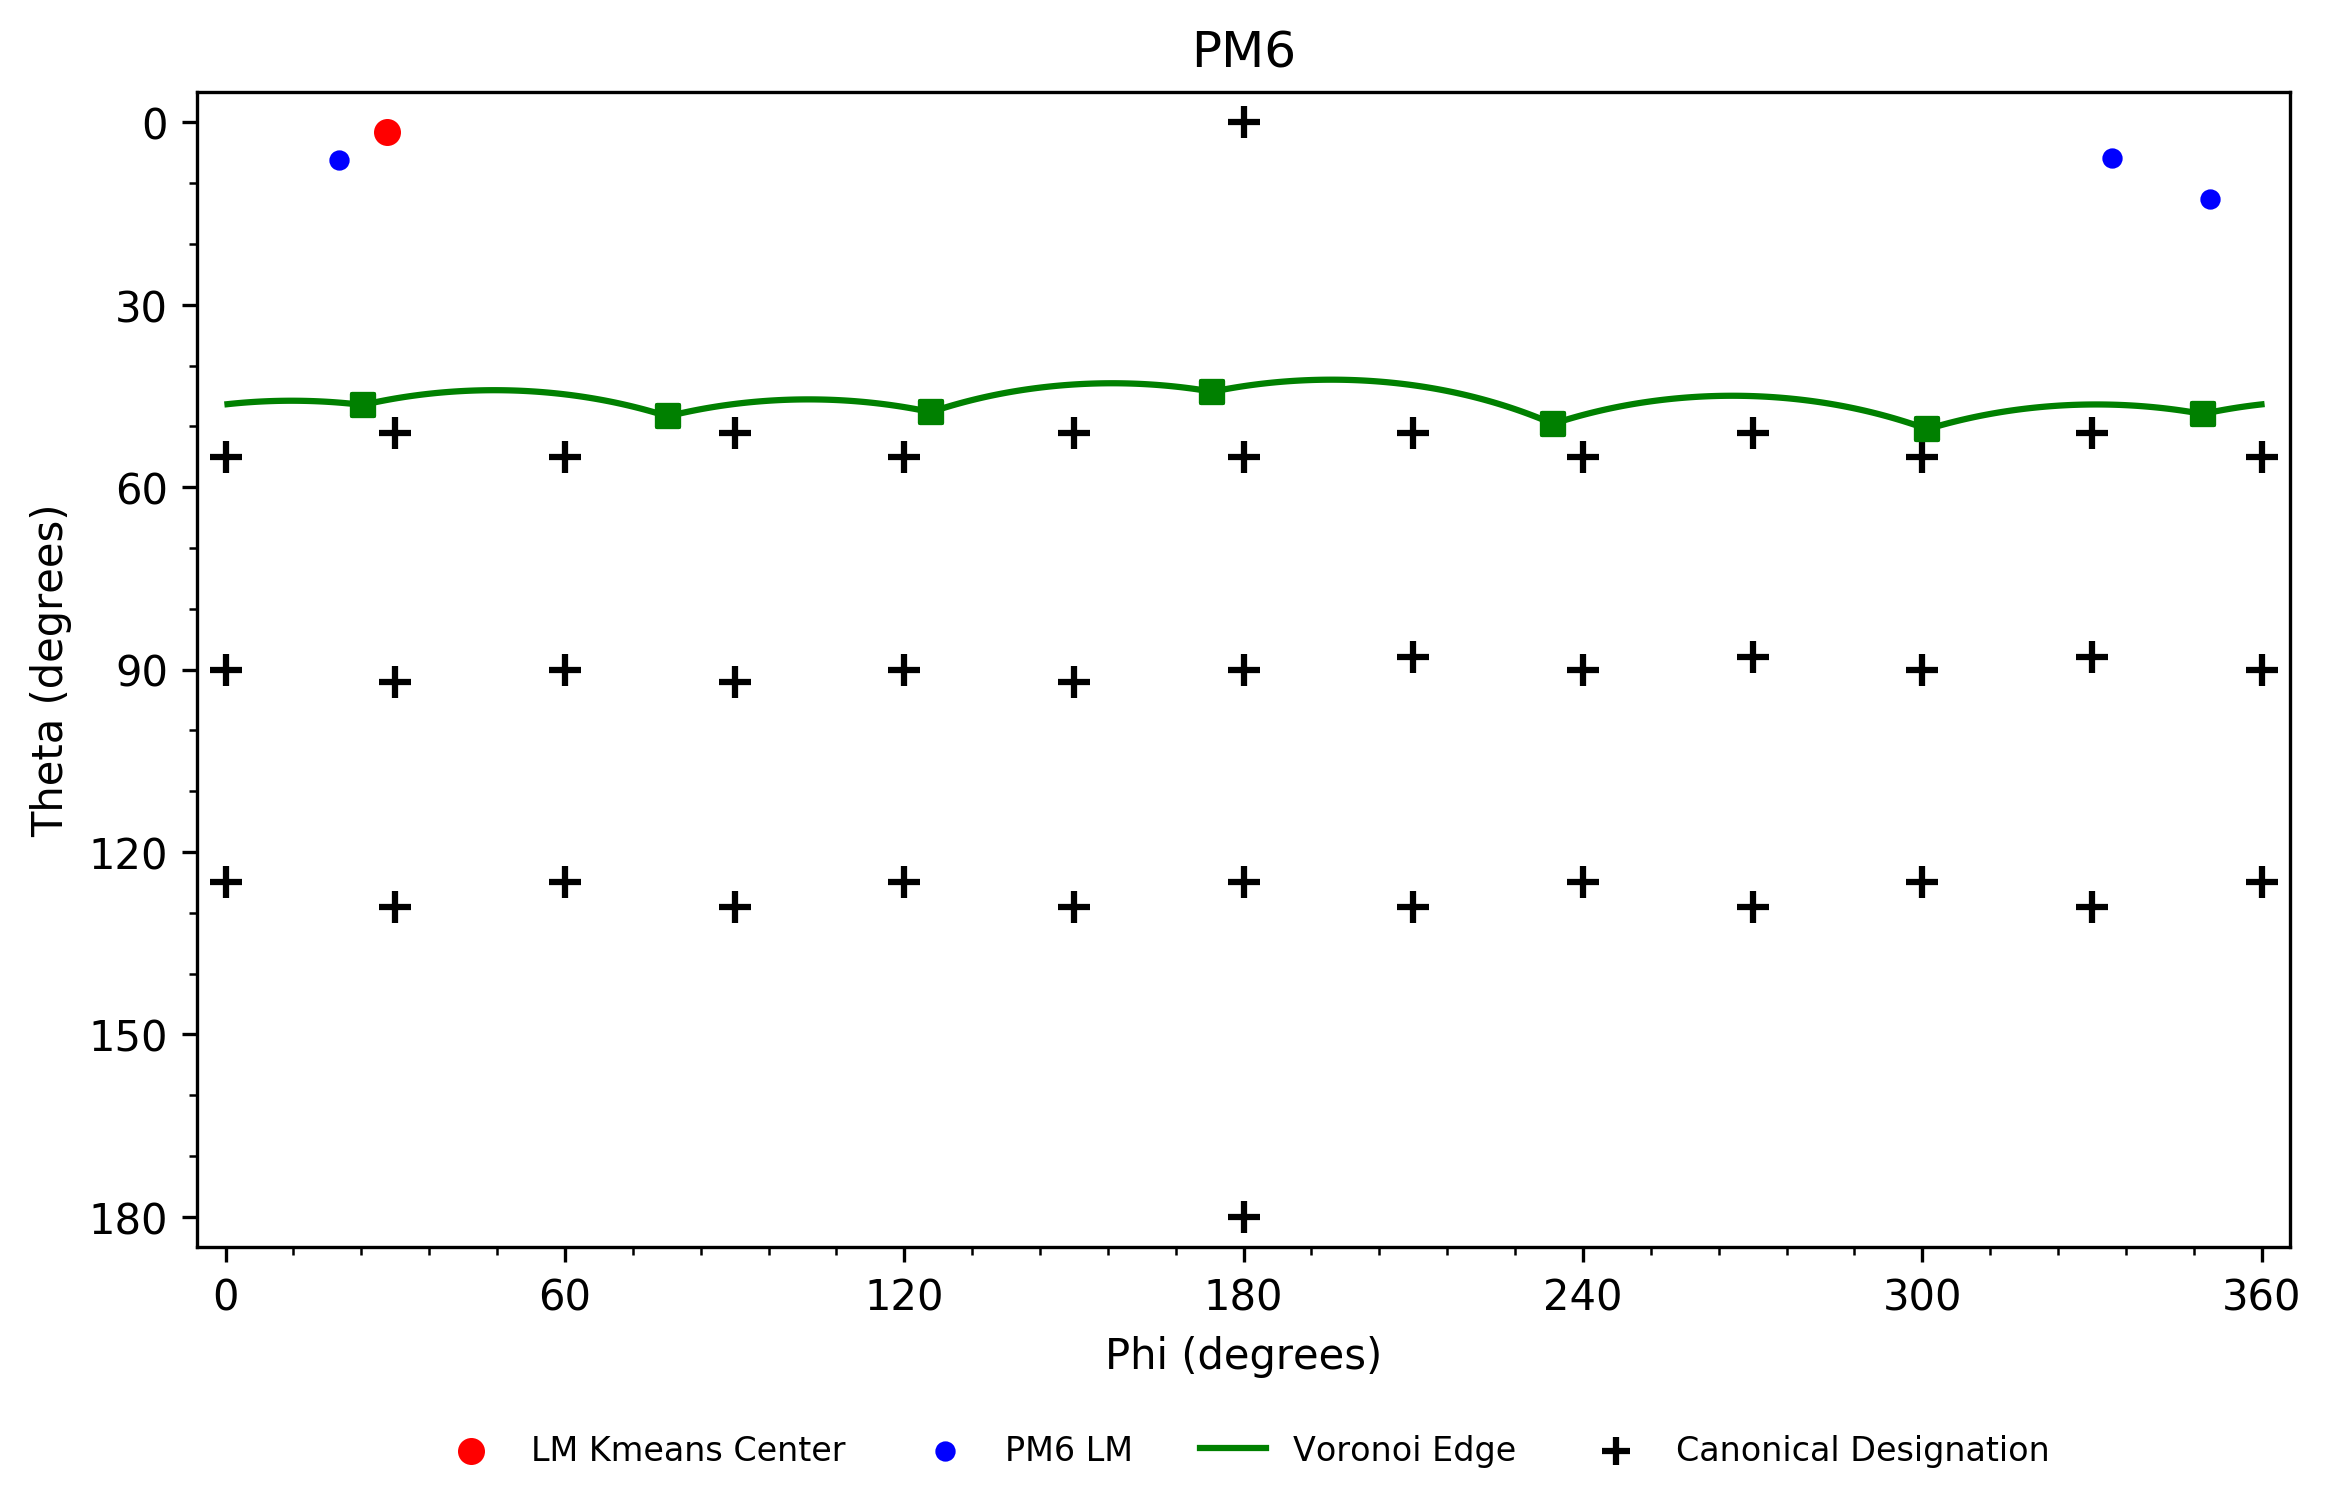 PM6
0
30
60
90
120
150
180
Theta (degrees)
0 60 120 180 240 300 360
Phi (degrees)
LM Kmeans Center PM6 LM Voronoi Edge Canonical Designation